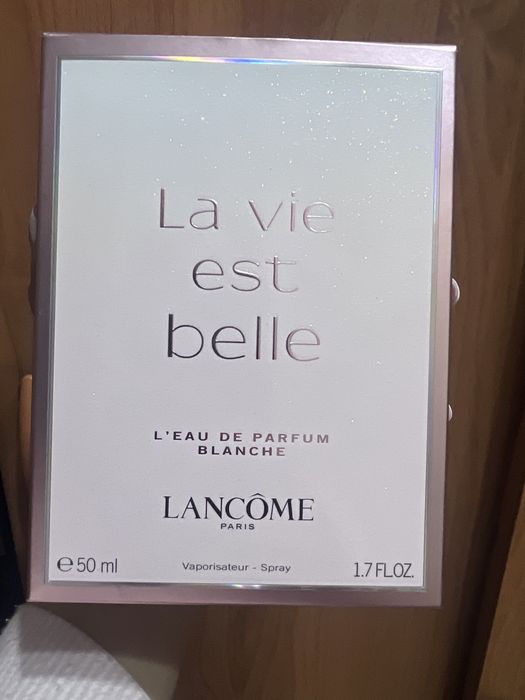 La vie
est
belle
L'EAU DE PARFUM
BLANCHE
LANCÔME
PARIS
℮50 ml Vaporisateur - Spray 1.7 FL.OZ.